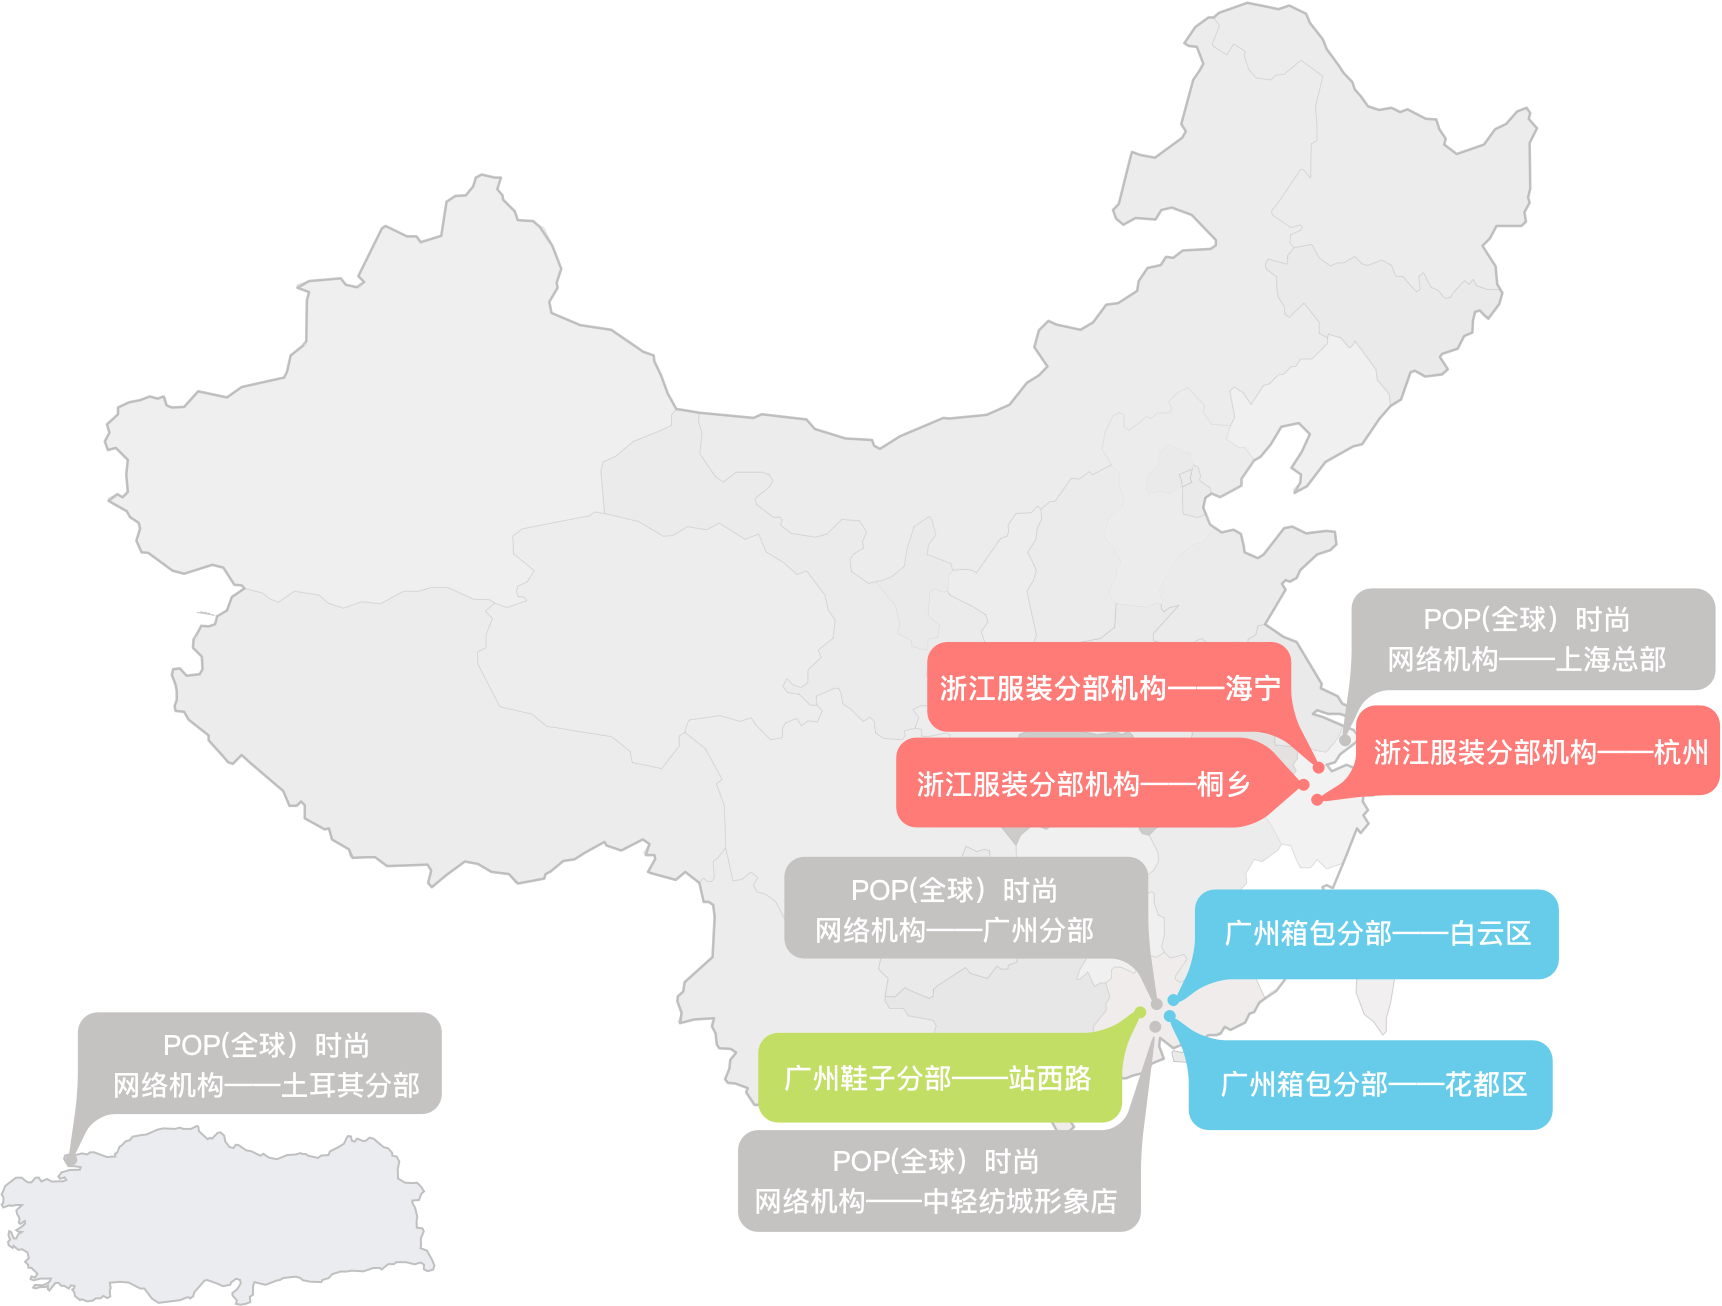 POP(全球）时尚
网络机构——上海总部
浙江服装分部机构——海宁
浙江服装分部机构——杭州
浙江服装分部机构——桐乡
POP(全球）时尚
网络机构——广州分部
广州箱包分部——白云区
POP(全球）时尚
网络机构——土耳其分部
广州鞋子分部——站西路
广州箱包分部——花都区
POP(全球）时尚
网络机构——中轻纺城形象店